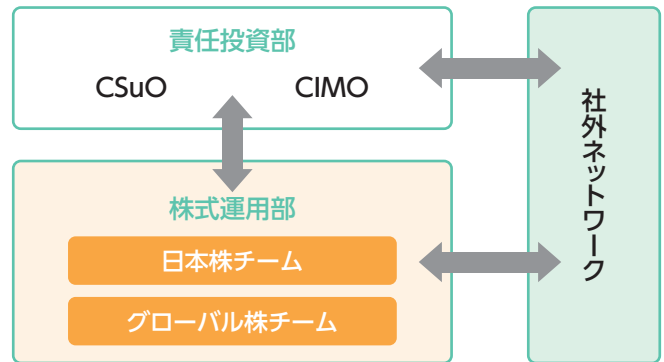 責任投資部
CSuO CIMO
株式運用部
日本株チーム
グローバル株チーム
社外ネットワーク